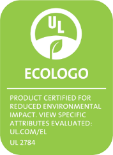 UL
ECOLOGO
PRODUCT CERTIFIED FOR
REDUCED ENVIRONMENTAL
IMPACT. VIEW SPECIFIC
ATTRIBUTES EVALUATED:
UL.COM/EL
UL 2784